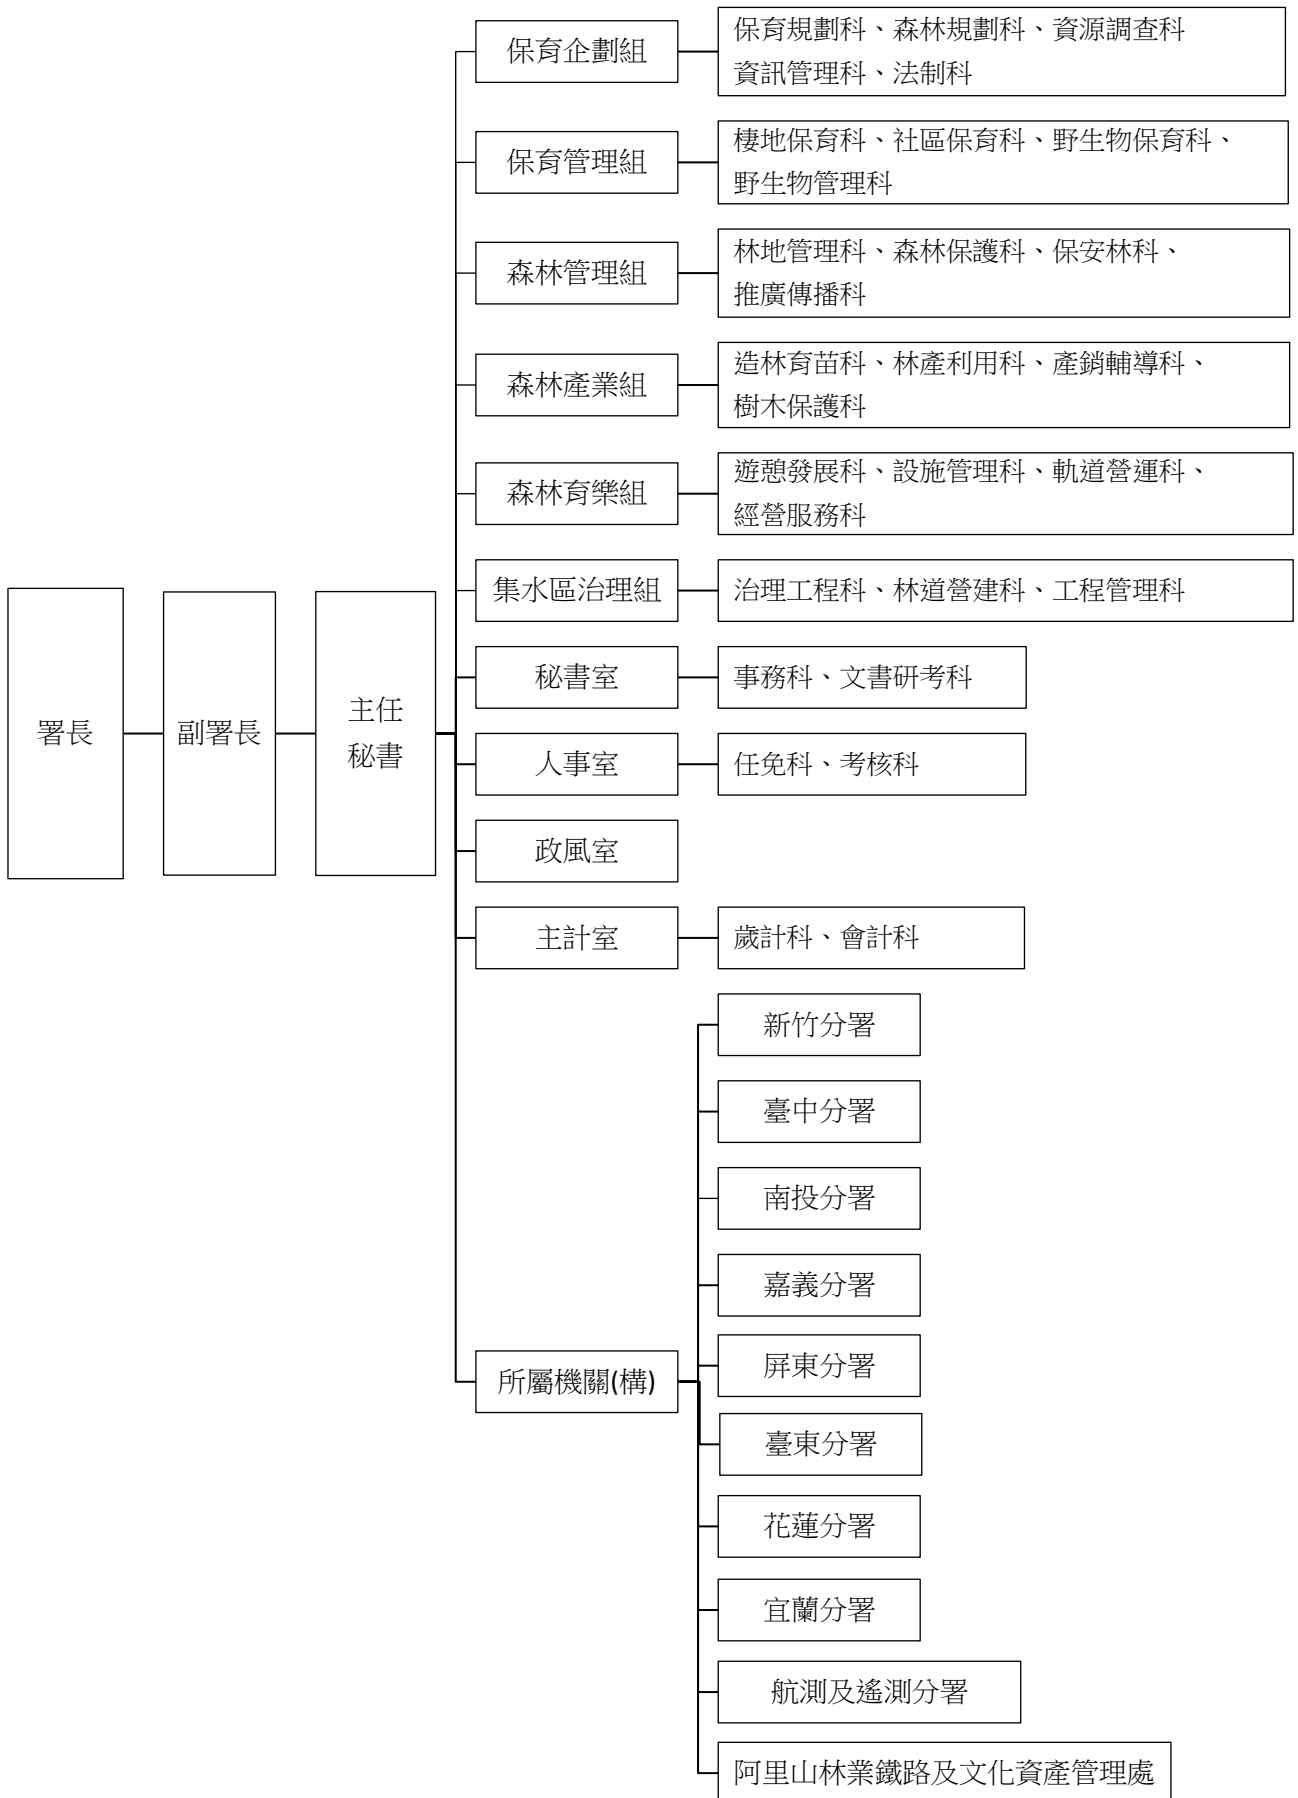 署長
副署長
主任
秘書
保育企劃組
保育規劃科、森林規劃科、資源調查科
資訊管理科、法制科
保育管理組
棲地保育科、社區保育科、野生物保育科、
野生物管理科
森林管理組
林地管理科、森林保護科、保安林科、
推廣傳播科
森林產業組
造林育苗科、林產利用科、產銷輔導科、
樹木保護科
森林育樂組
遊憩發展科、設施管理科、軌道營運科、
經營服務科
集水區治理組
治理工程科、林道營建科、工程管理科
秘書室
事務科、文書研考科
人事室
任免科、考核科
政風室
主計室
歲計科、會計科
所屬機關(構)
新竹分署
臺中分署
南投分署
嘉義分署
屏東分署
臺東分署
花蓮分署
宜蘭分署
航測及遙測分署
阿里山林業鐵路及文化資產管理處